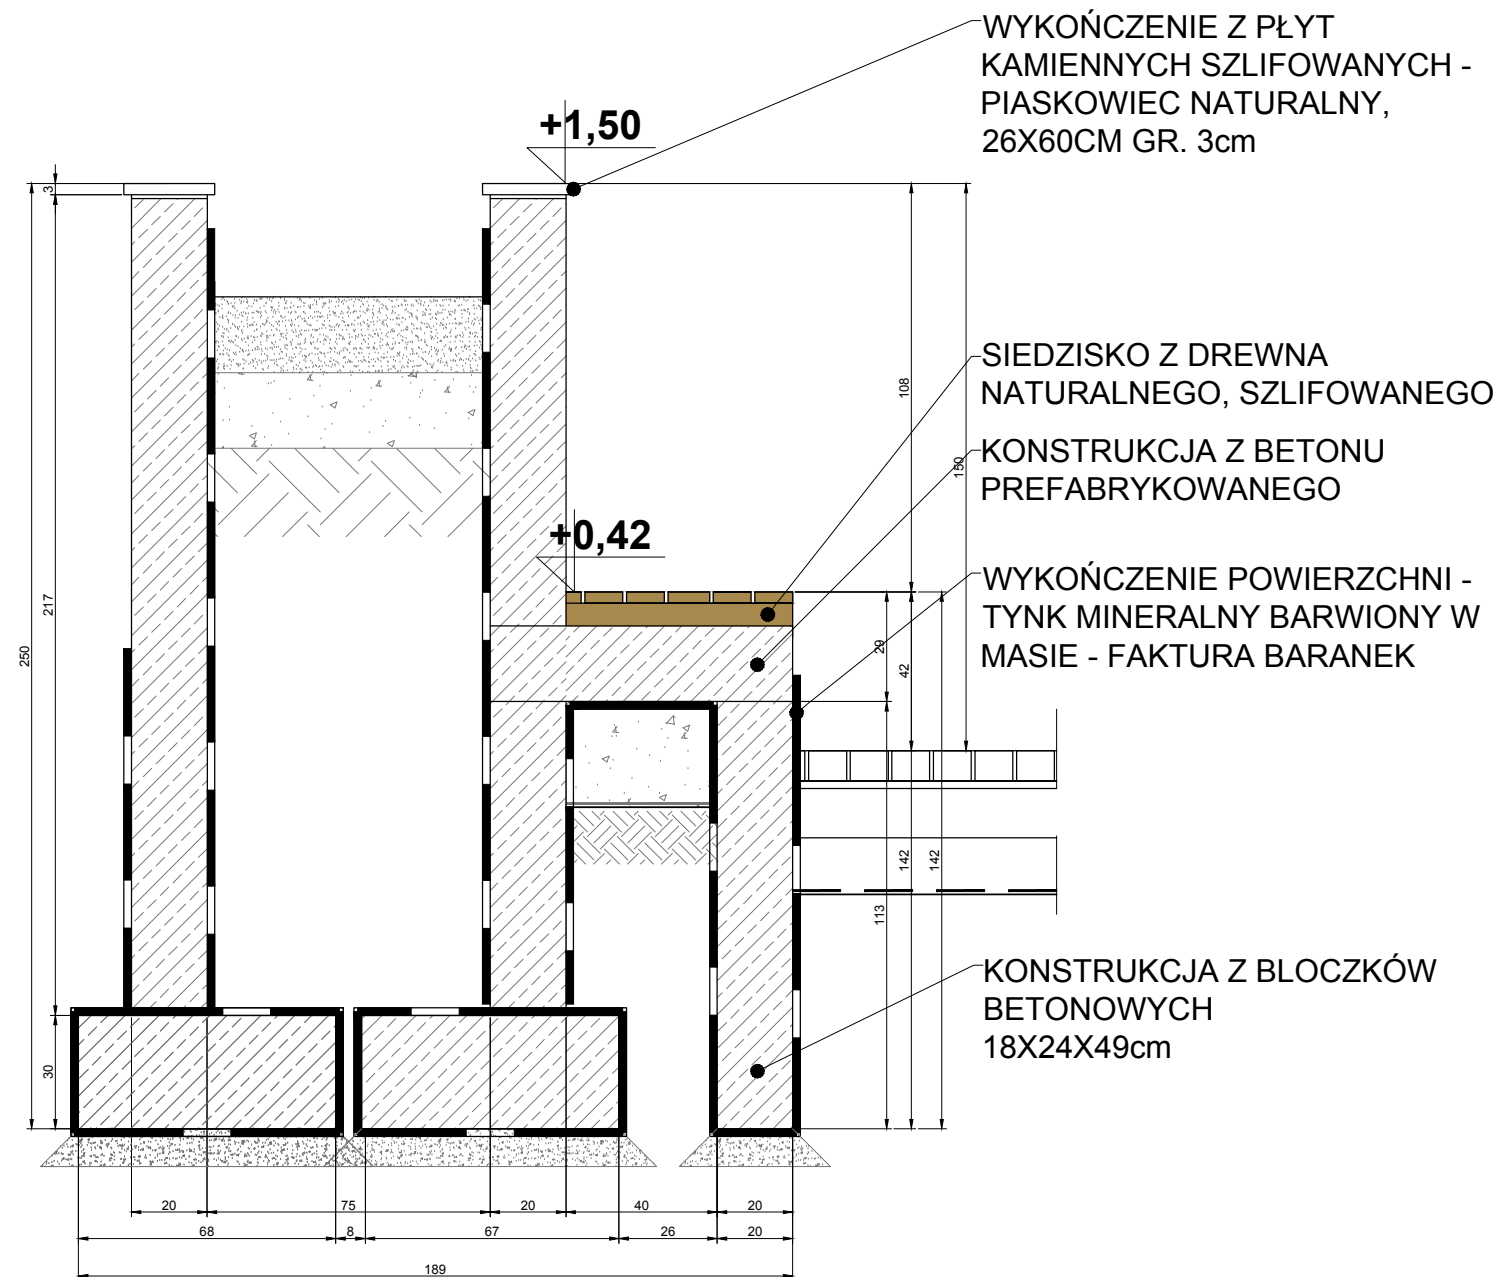 WYKOŃCZENIE Z PŁYT
KAMIENNYCH SZLIFOWANYCH -
PIASKOWIEC NATURALNY,
26X60CM GR. 3cm
+1,50
3
108
SIEDZISKO Z DREWNA
NATURALNEGO, SZLIFOWANEGO
KONSTRUKCJA Z BETONU
PREFABRYKOWANEGO
150
+0,42
WYKOŃCZENIE POWIERZCHNI -
TYNK MINERALNY BARWIONY W
MASIE - FAKTURA BARANEK
217
250
29
42
142
142
113
KONSTRUKCJA Z BLOCZKÓW
BETONOWYCH
18X24X49cm
30
20 75 20 40 20
68 8 67 26 20
189